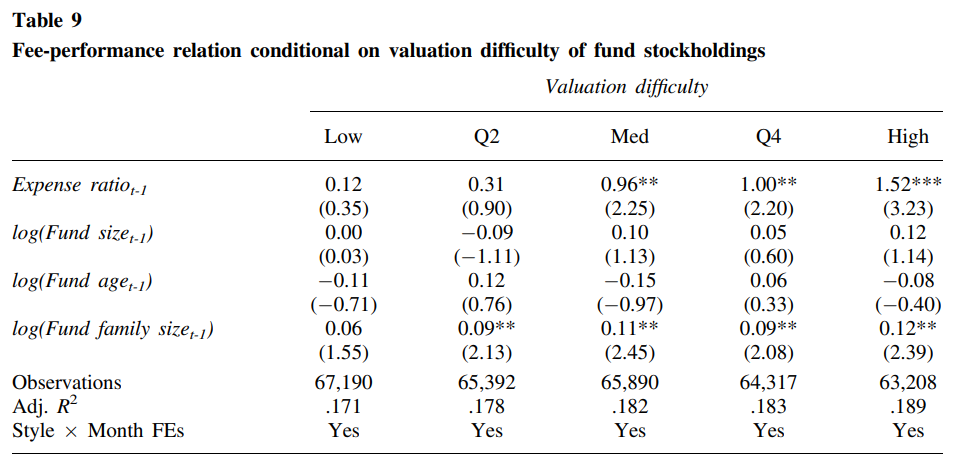 Table 9
Fee-performance relation conditional on valuation difficulty of fund stockholdings
Valuation difficulty
Low Q2 Med Q4 High
Expense ratio_{t-1} 0.12 0.31 0.96** 1.00** 1.52***
(0.35) (0.90) (2.25) (2.20) (3.23)
log(Fund size_{t-1}) 0.00 −0.09 0.10 0.05 0.12
(0.03) (−1.11) (1.13) (0.60) (1.14)
log(Fund age_{t-1}) −0.11 0.12 −0.15 0.06 −0.08
(−0.71) (0.76) (−0.97) (0.33) (−0.40)
log(Fund family size_{t-1}) 0.06 0.09** 0.11** 0.09** 0.12**
(1.55) (2.13) (2.45) (2.08) (2.39)
Observations 67,190 65,392 65,890 64,317 63,208
Adj. R² .171 .178 .182 .183 .189
Style × Month FEs Yes Yes Yes Yes Yes